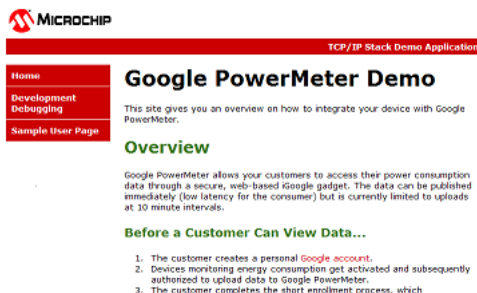 MICROCHIP
TCP/IP Stack Demo Application
Home
Development
Debugging
Sample User Page
Google PowerMeter Demo
This site gives you an overview on how to integrate your device with Google
PowerMeter.
Overview
Google PowerMeter allows your customers to access their power consumption
data through a secure, web-based iGoogle gadget. The data can be published
immediately (low latency for the consumer) but is currently limited to uploads
at 10 minute intervals.
Before a Customer Can View Data...
1. The customer creates a personal Google account.
2. Devices monitoring energy consumption get activated and subsequently
authorized to upload data to Google PowerMeter.
3. The customer completes the short enrollment process, which